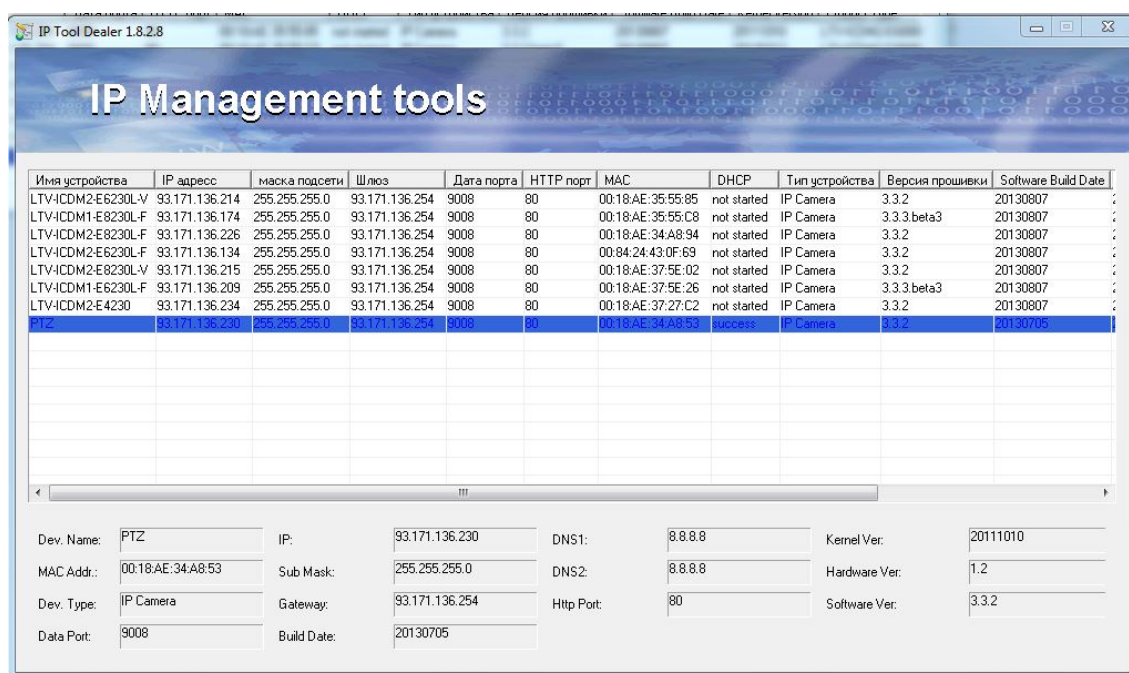 IP Tool Dealer 1.8.2.8
IP Management tools
Имя устройства IP адресс маска подсети Шлюз Дата порта HTTP порт MAC DHCP Тип устройства Версия прошивки Software Build Date
LTV-ICDM2-E6230L-V 93.171.136.214 255.255.255.0 93.171.136.254 9008 80 00:18:AE:35:55:85 not started IP Camera 3.3.2 20130807
LTV-ICDM1-E8230L-F 93.171.136.174 255.255.255.0 93.171.136.254 9008 80 00:18:AE:35:55:C8 not started IP Camera 3.3.3.beta3 20130807
LTV-ICDM2-E8230L-F 93.171.136.226 255.255.255.0 93.171.136.254 9008 80 00:18:AE:34:A8:94 not started IP Camera 3.3.2 20130807
LTV-ICDM2-E6230L-F 93.171.136.134 255.255.255.0 93.171.136.254 9008 80 00:84:24:43:0F:69 not started IP Camera 3.3.2 20130807
LTV-ICDM2-E8230L-V 93.171.136.215 255.255.255.0 93.171.136.254 9008 80 00:18:AE:37:5E:02 not started IP Camera 3.3.2 20130807
LTV-ICDM1-E6230L-F 93.171.136.209 255.255.255.0 93.171.136.254 9008 80 00:18:AE:37:5E:26 not started IP Camera 3.3.3.beta3 20130807
LTV-ICDM2-E4230 93.171.136.234 255.255.255.0 93.171.136.254 9008 80 00:18:AE:37:27:C2 not started IP Camera 3.3.2 20130807
PTZ 93.171.136.230 255.255.255.0 93.171.136.254 9008 80 00:18:AE:34:A8:53 success IP Camera 3.3.2 20130705
Dev. Name: PTZ IP: 93.171.136.230 DNS1: 8.8.8.8 Kernel Ver: 20111010
MAC Addr.: 00:18:AE:34:A8:53 Sub Mask: 255.255.255.0 DNS2: 8.8.8.8 Hardware Ver: 1.2
Dev. Type: IP Camera Gateway: 93.171.136.254 Http Port: 80 Software Ver: 3.3.2
Data Port: 9008 Build Date: 20130705